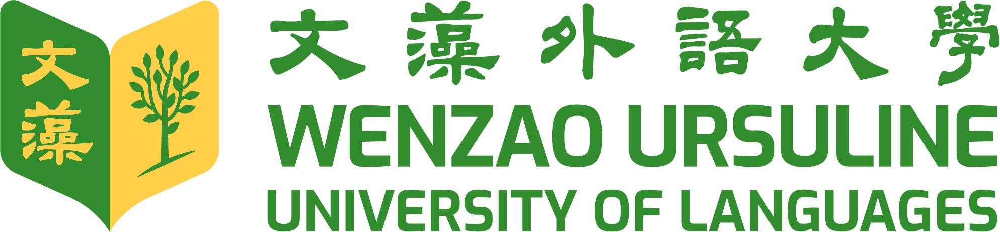 文
藻
文藻外語大學
WENZAO URSULINE
UNIVERSITY OF LANGUAGES